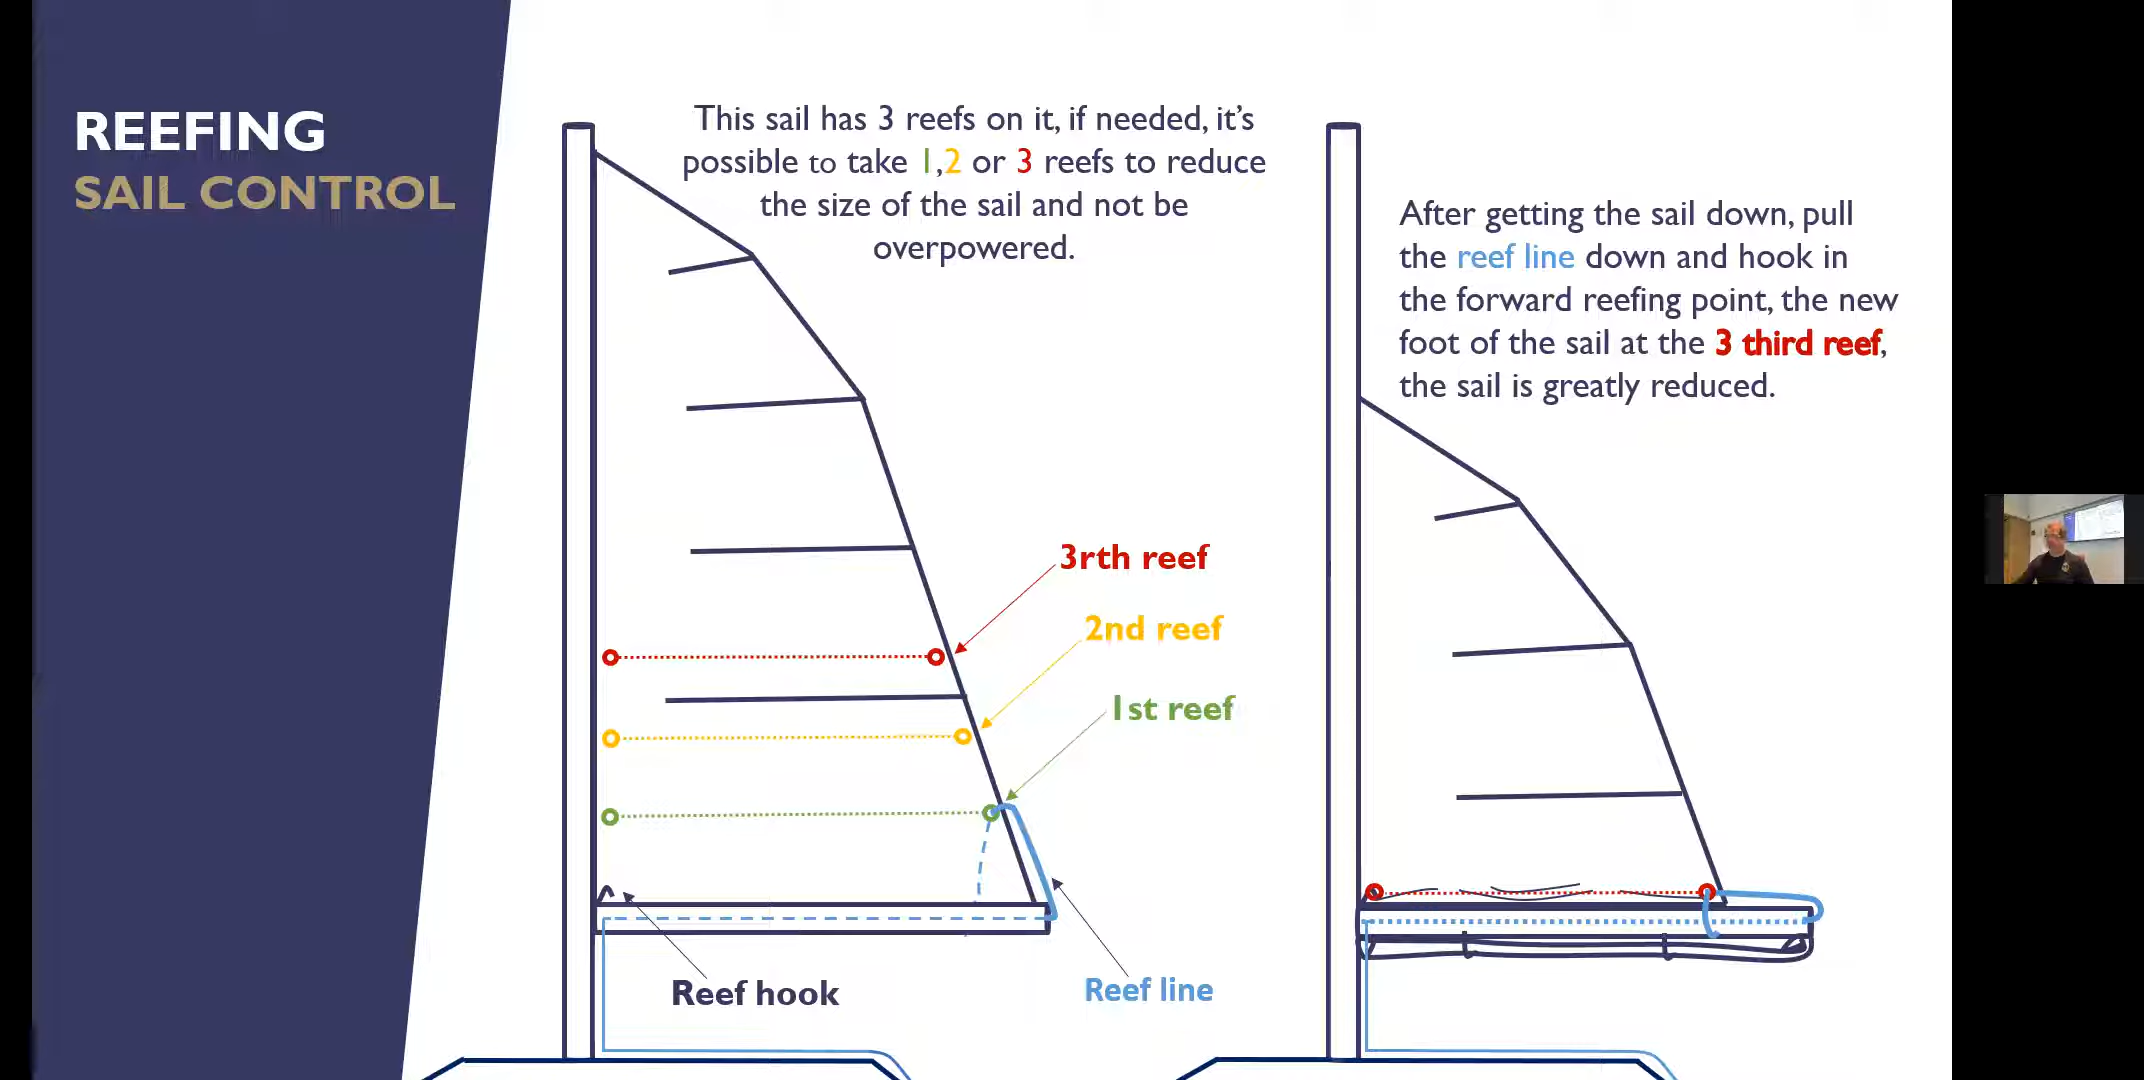 REEFING
SAIL CONTROL
This sail has 3 reefs on it, if needed, it's
possible to take 1,2 or 3 reefs to reduce
the size of the sail and not be
overpowered.
After getting the sail down, pull
the reef line down and hook in
the forward reefing point, the new
foot of the sail at the 3 third reef,
the sail is greatly reduced.
3rth reef
2nd reef
1st reef
Reef hook
Reef line